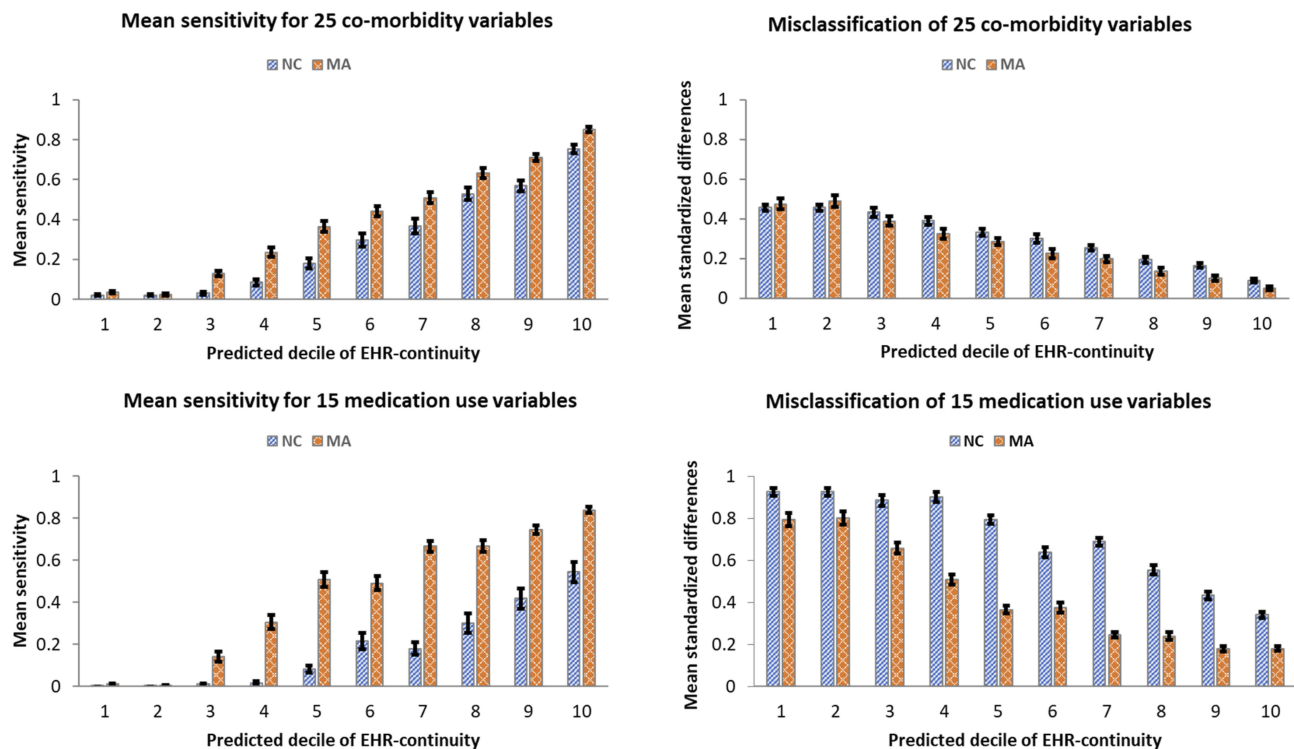 Mean sensitivity for 25 co-morbidity variables
NC MA
Mean sensitivity
1
0.8
0.6
0.4
0.2
0
1 2 3 4 5 6 7 8 9 10
Predicted decile of EHR-continuity
Misclassification of 25 co-morbidity variables
NC MA
Mean standardized differences
1
0.8
0.6
0.4
0.2
0
1 2 3 4 5 6 7 8 9 10
Predicted decile of EHR-continuity
Mean sensitivity for 15 medication use variables
NC MA
Mean sensitivity
1
0.8
0.6
0.4
0.2
0
1 2 3 4 5 6 7 8 9 10
Predicted decile of EHR-continuity
Misclassification of 15 medication use variables
NC MA
Mean standardized differences
1
0.8
0.6
0.4
0.2
0
1 2 3 4 5 6 7 8 9 10
Predicted decile of EHR-continuity